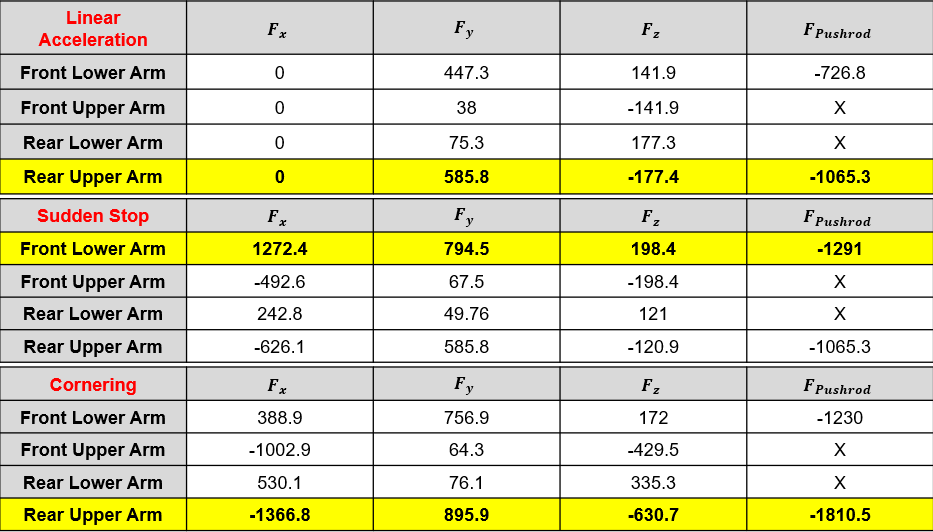 Linear Acceleration F_x F_y F_z F_Pushrod
Front Lower Arm 0 447.3 141.9 -726.8
Front Upper Arm 0 38 -141.9 X
Rear Lower Arm 0 75.3 177.3 X
Rear Upper Arm 0 585.8 -177.4 -1065.3
Sudden Stop F_x F_y F_z F_Pushrod
Front Lower Arm 1272.4 794.5 198.4 -1291
Front Upper Arm -492.6 67.5 -198.4 X
Rear Lower Arm 242.8 49.76 121 X
Rear Upper Arm -626.1 585.8 -120.9 -1065.3
Cornering F_x F_y F_z F_Pushrod
Front Lower Arm 388.9 756.9 172 -1230
Front Upper Arm -1002.9 64.3 -429.5 X
Rear Lower Arm 530.1 76.1 335.3 X
Rear Upper Arm -1366.8 895.9 -630.7 -1810.5